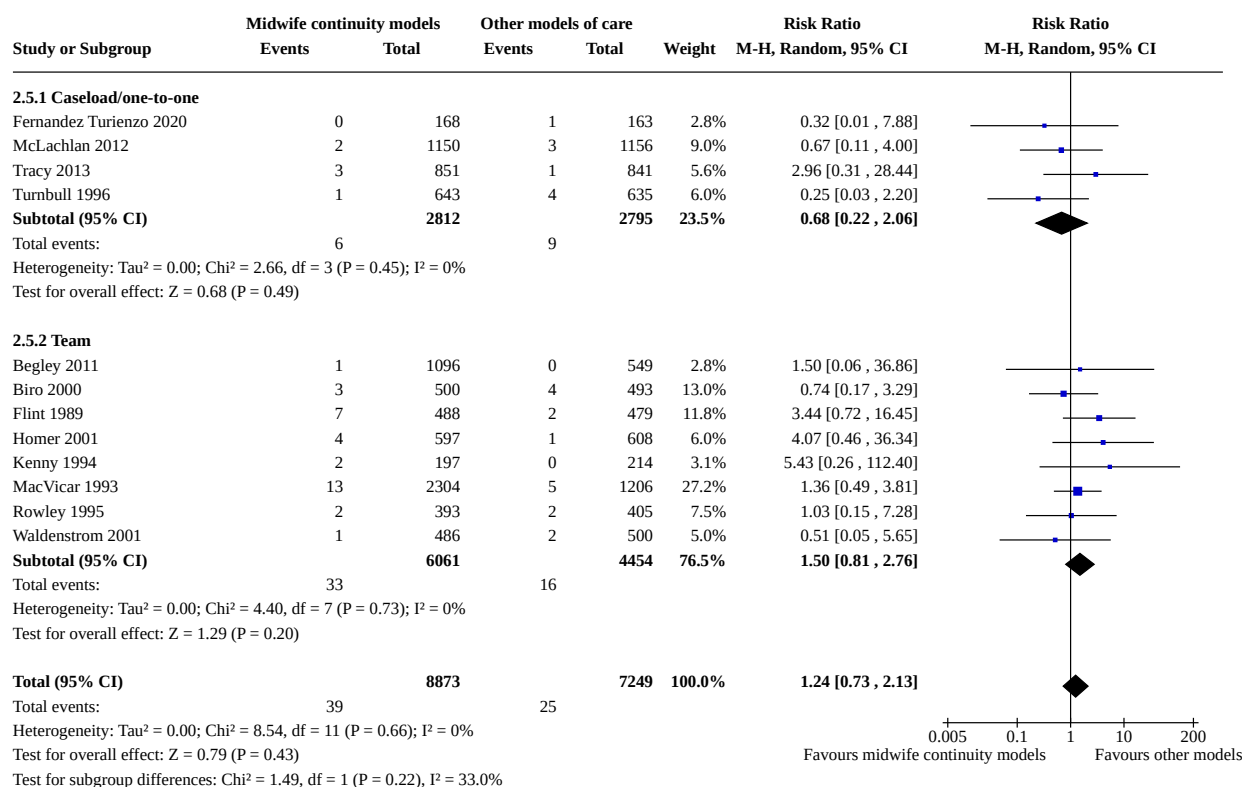 Midwife continuity models Other models of care Risk Ratio Risk Ratio
Study or Subgroup Events Total Events Total Weight M-H, Random, 95% CI M-H, Random, 95% CI
2.5.1 Caseload/one-to-one
Fernandez Turienzo 2020 0 168 1 163 2.8% 0.32 [0.01 , 7.88]
McLachlan 2012 2 1150 3 1156 9.0% 0.67 [0.11 , 4.00]
Tracy 2013 3 851 1 841 5.6% 2.96 [0.31 , 28.44]
Turnbull 1996 1 643 4 635 6.0% 0.25 [0.03 , 2.20]
Subtotal (95% CI) 2812 2795 23.5% 0.68 [0.22 , 2.06]
Total events: 6 9
Heterogeneity: Tau² = 0.00; Chi² = 2.66, df = 3 (P = 0.45); I² = 0%
Test for overall effect: Z = 0.68 (P = 0.49)
2.5.2 Team
Begley 2011 1 1096 0 549 2.8% 1.50 [0.06 , 36.86]
Biro 2000 3 500 4 493 13.0% 0.74 [0.17 , 3.29]
Flint 1989 7 488 2 479 11.8% 3.44 [0.72 , 16.45]
Homer 2001 4 597 1 608 6.0% 4.07 [0.46 , 36.34]
Kenny 1994 2 197 0 214 3.1% 5.43 [0.26 , 112.40]
MacVicar 1993 13 2304 5 1206 27.2% 1.36 [0.49 , 3.81]
Rowley 1995 2 393 2 405 7.5% 1.03 [0.15 , 7.28]
Waldenstrom 2001 1 486 2 500 5.0% 0.51 [0.05 , 5.65]
Subtotal (95% CI) 6061 4454 76.5% 1.50 [0.81 , 2.76]
Total events: 33 16
Heterogeneity: Tau² = 0.00; Chi² = 4.40, df = 7 (P = 0.73); I² = 0%
Test for overall effect: Z = 1.29 (P = 0.20)
Total (95% CI) 8873 7249 100.0% 1.24 [0.73 , 2.13]
Total events: 39 25
Heterogeneity: Tau² = 0.00; Chi² = 8.54, df = 11 (P = 0.66); I² = 0%
0.005 0.1 1 10 200
Test for overall effect: Z = 0.79 (P = 0.43) Favours midwife continuity models Favours other models
Test for subgroup differences: Chi² = 1.49, df = 1 (P = 0.22), I² = 33.0%